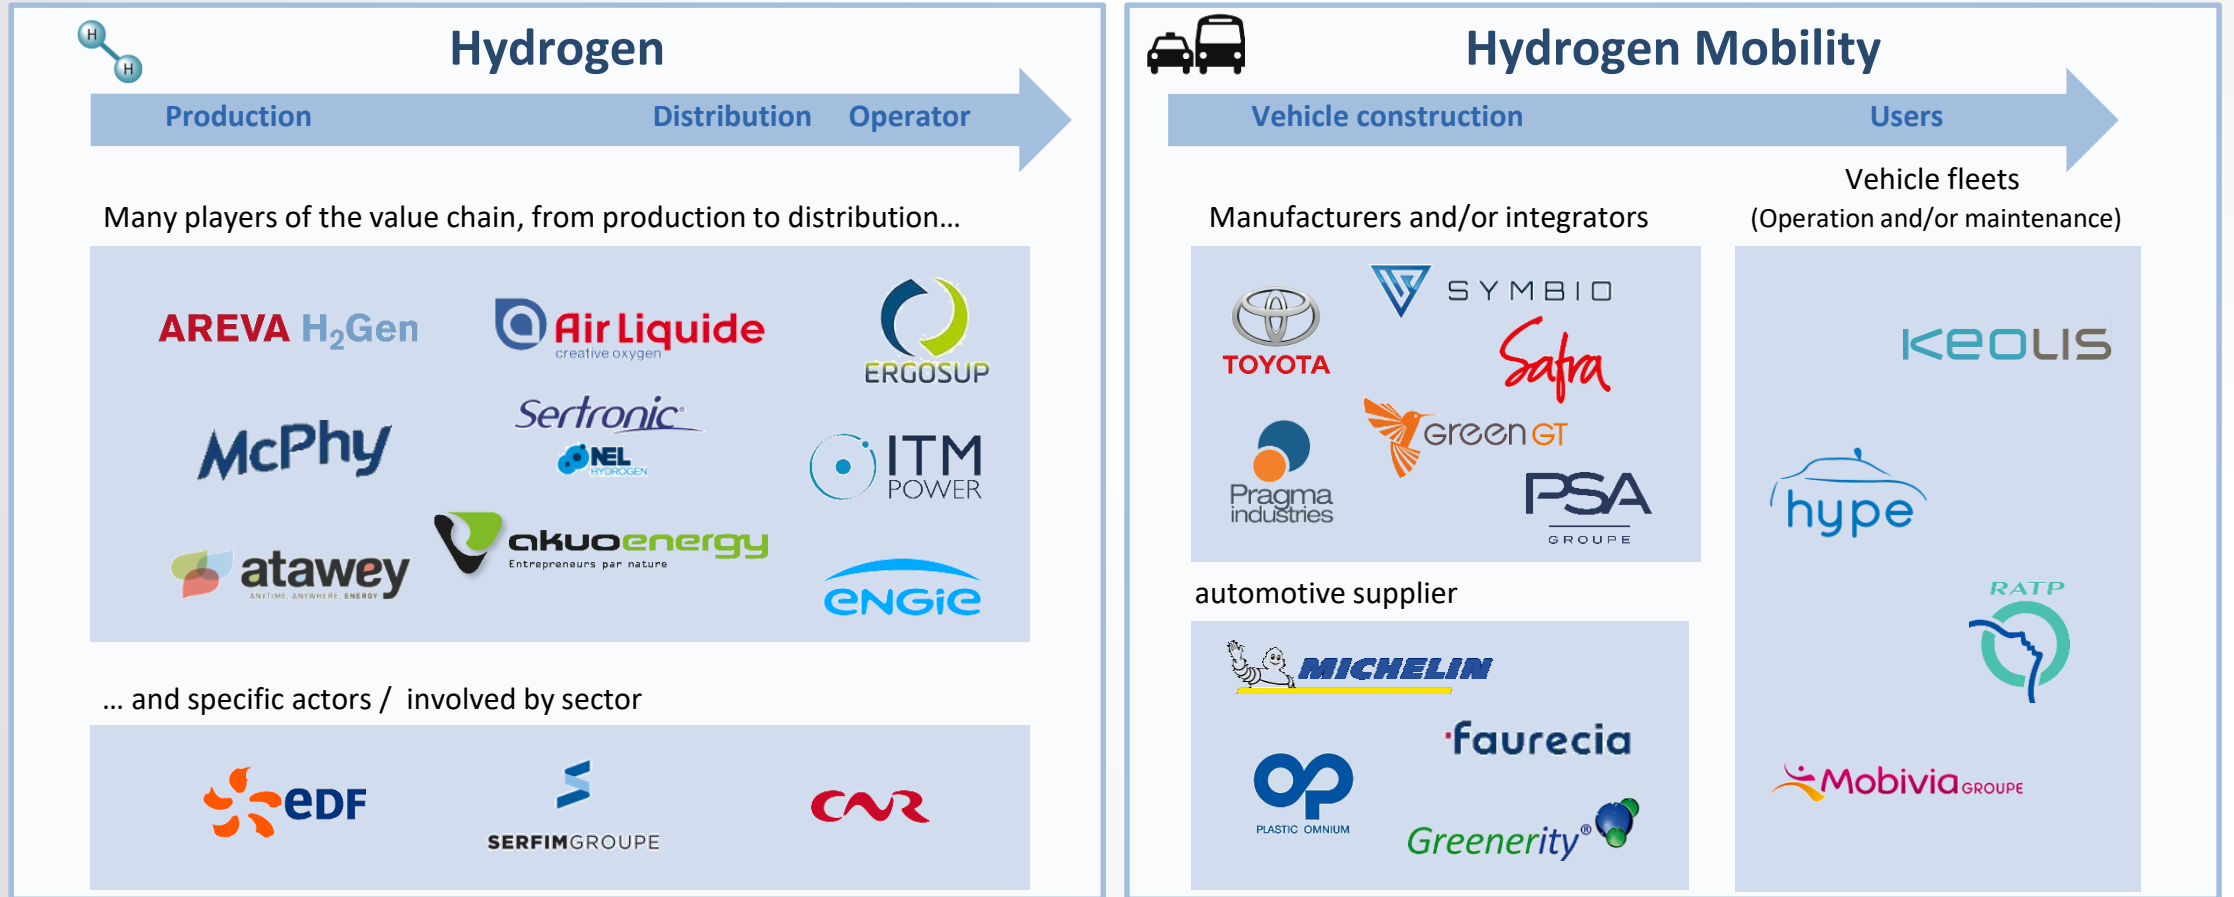 H
H
Hydrogen
Production
Distribution
Operator
Many players of the value chain, from production to distribution...
AREVA H₂Gen
Air Liquide
creative oxygen
ERGOSUP
McPhy
Sertronic
NEL
HYDROGEN
ITM
POWER
atawey
ANYTIME, ANYWHERE, ENERGY
akuoenergy
Entrepreneurs par nature
ENGIE
... and specific actors / involved by sector
eDF
SERFIMGROUPE
CNR
Hydrogen Mobility
Vehicle construction
Users
Manufacturers and/or integrators
TOYOTA
SYMBIO
Safra
GreenGT
Pragma
industries
PSA
GROUPE
automotive supplier
MICHELIN
faurecia
PLASTIC OMNIUM
Greenerity®
Vehicle fleets
(Operation and/or maintenance)
KEOLIS
hype
RATP
Mobivia GROUPE